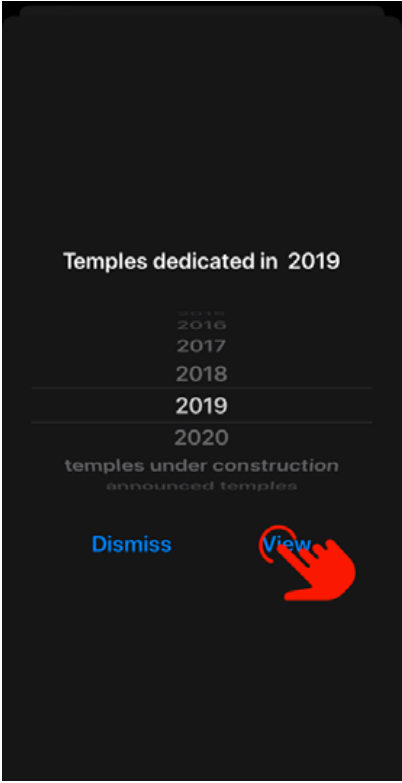 Temples dedicated in 2019
2016
2017
2018
2019
2020
temples under construction
announced temples
Dismiss
View